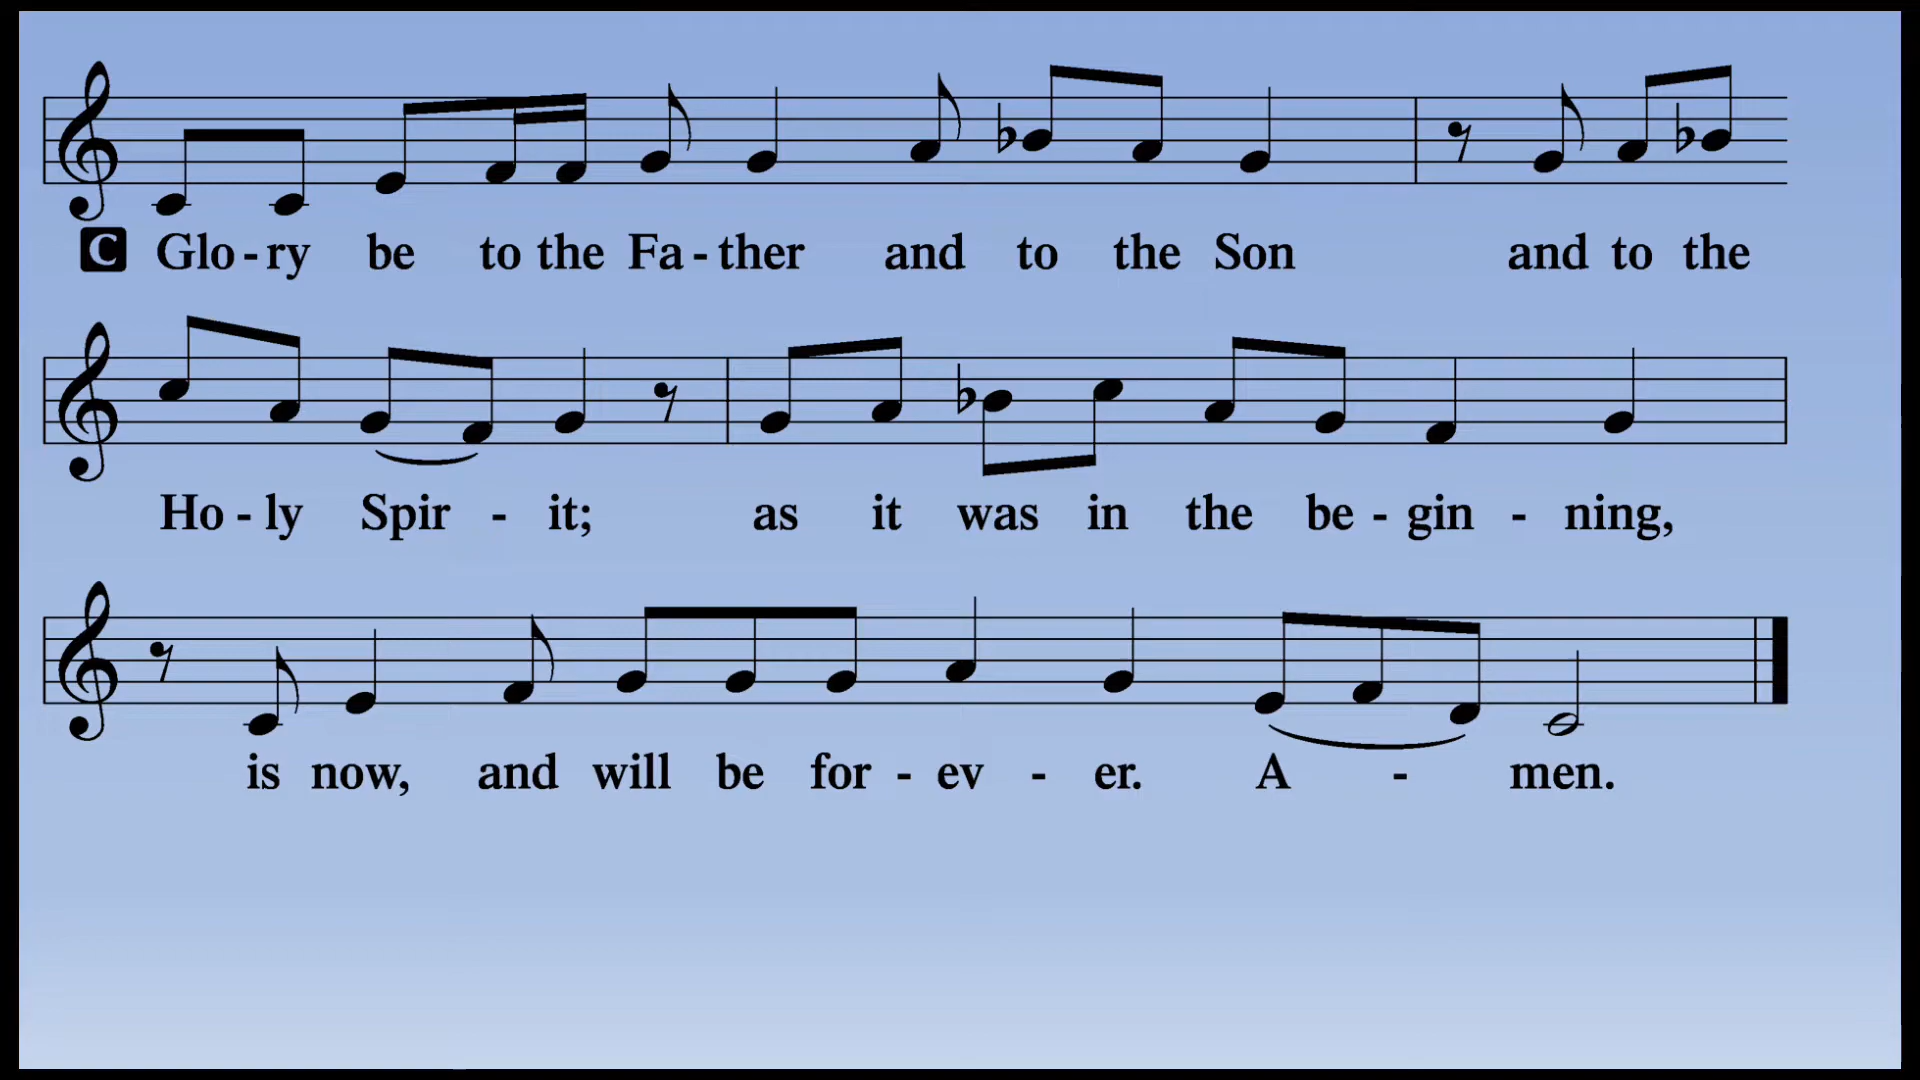 C Glo - ry be to the Fa - ther and to the Son and to the
Ho - ly Spir - it; as it was in the be - gin - ning,
is now, and will be for - ev - er. A - men.